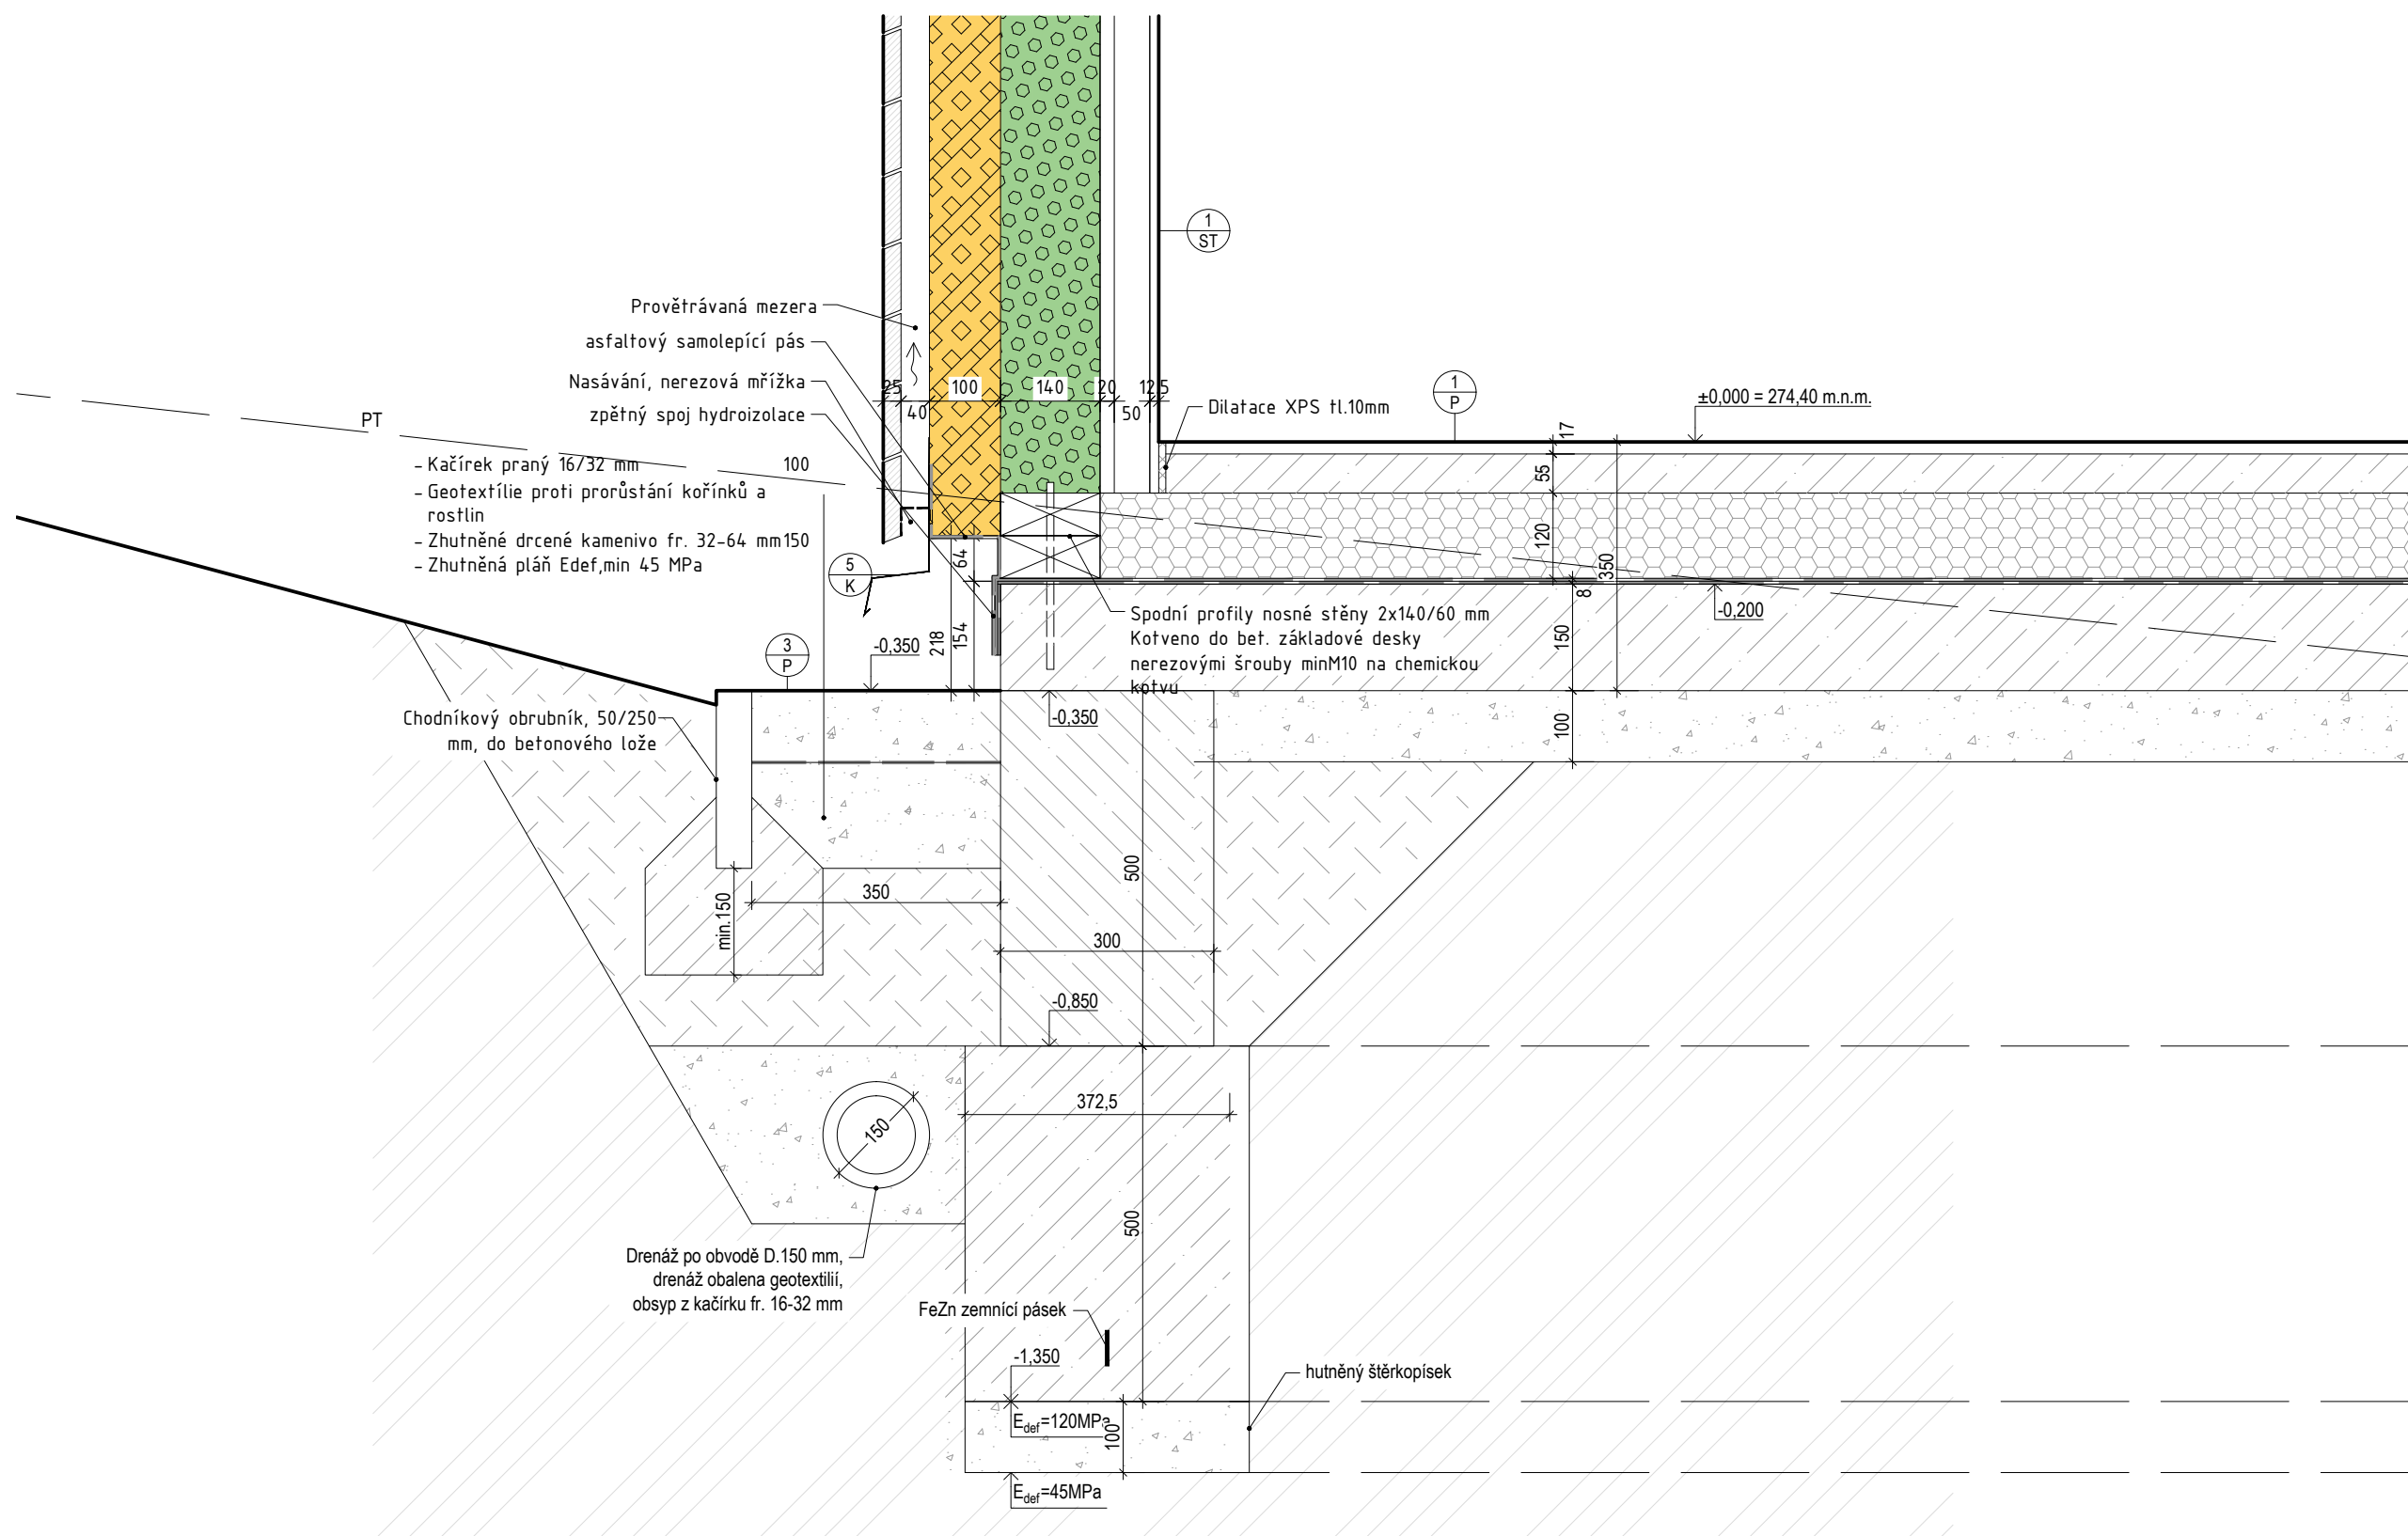 1
ST
Provětrávaná mezera
asfaltový samolepící pás
Nasávání, nerezová mřížka
zpětný spoj hydroizolace
25
40
100
140
20
50
12,5
Dilatace XPS tl.10mm
1
P
±0,000 = 274,40 m.n.m.
PT
- Kačírek praný 16/32 mm 100
- Geotextílie proti prorůstání kořínků a
rostlin
- Zhutněné drcené kamenivo fr. 32-64 mm 150
- Zhutněná pláň Edef,min 45 MPa
17
55
120
350
8
150
100
5
K
64
218
154
-0,200
Spodní profily nosné stěny 2x140/60 mm
Kotveno do bet. základové desky
nerezovými šrouby minM10 na chemickou
kotvu
3
P
-0,350
-0,350
Chodníkový obrubník, 50/250
mm, do betonového lože
500
350
min.150
300
-0,850
372,5
150
500
Drenáž po obvodě D.150 mm,
drenáž obalena geotextilií,
obsyp z kačírku fr. 16-32 mm
FeZn zemnící pásek
-1,350
hutněný štěrkopísek
Edef=120MPa
100
Edef=45MPa